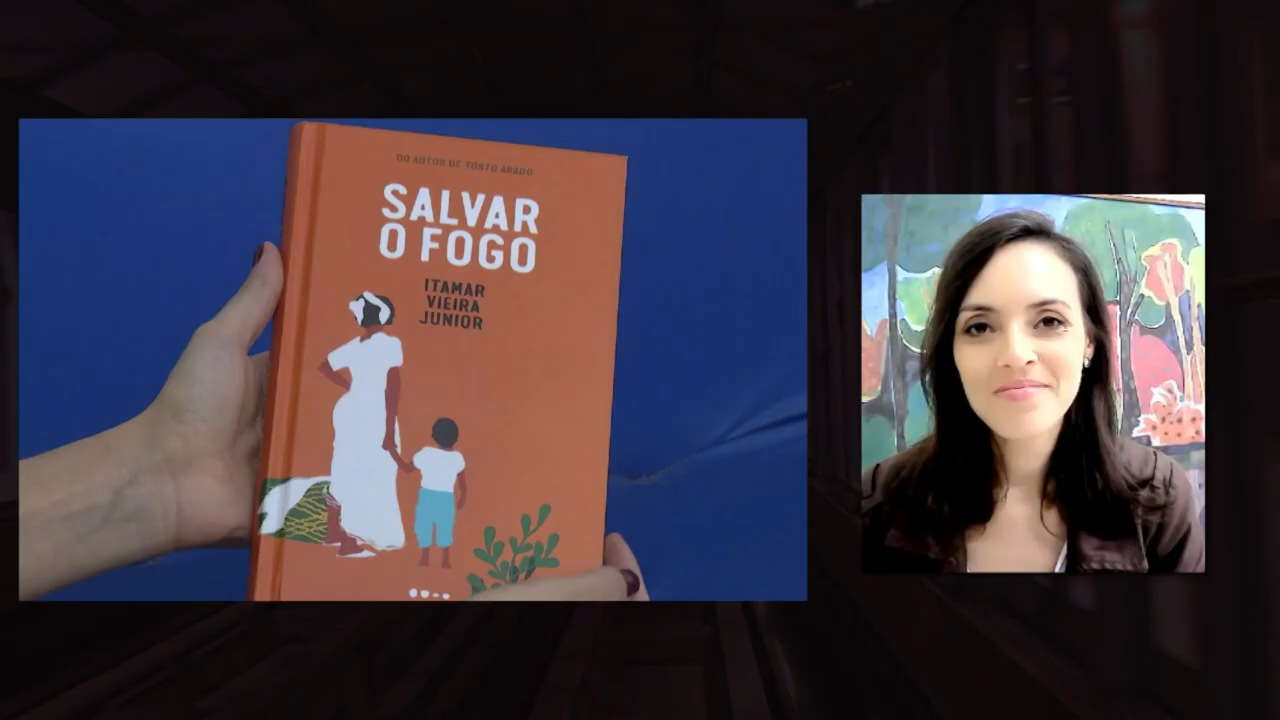 DO AUTOR DE TORTO ARADO
SALVAR
O FOGO
ITAMAR
VIEIRA
JUNIOR